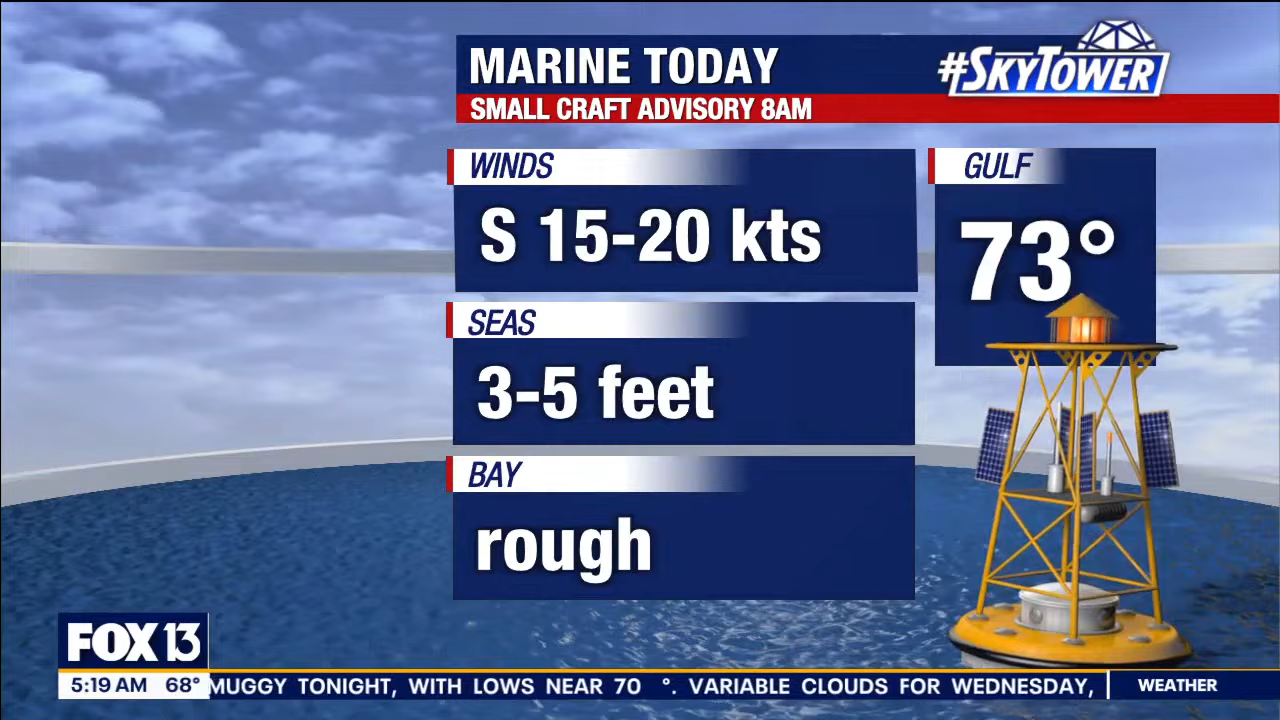 MARINE TODAY
#SKYTOWER
SMALL CRAFT ADVISORY 8AM
WINDS
S 15-20 kts
GULF
73°
SEAS
3-5 feet
BAY
rough
FOX 13
5:19 AM 68°
MUGGY TONIGHT, WITH LOWS NEAR 70 °. VARIABLE CLOUDS FOR WEDNESDAY,
WEATHER